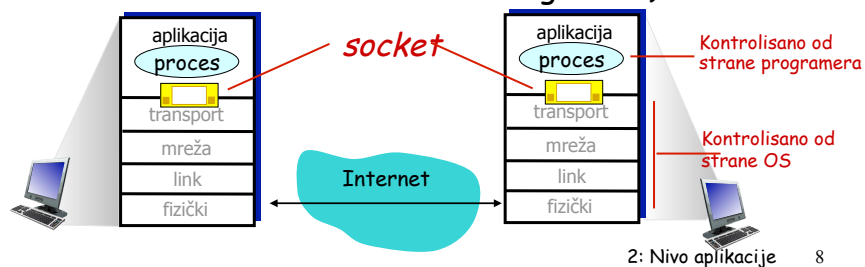 aplikacija
proces
transport
mreža
link
fizički
socket
Internet
aplikacija
proces
transport
mreža
link
fizički
Kontrolisano od
strane programera
Kontrolisano od
strane OS
2: Nivo aplikacije 8